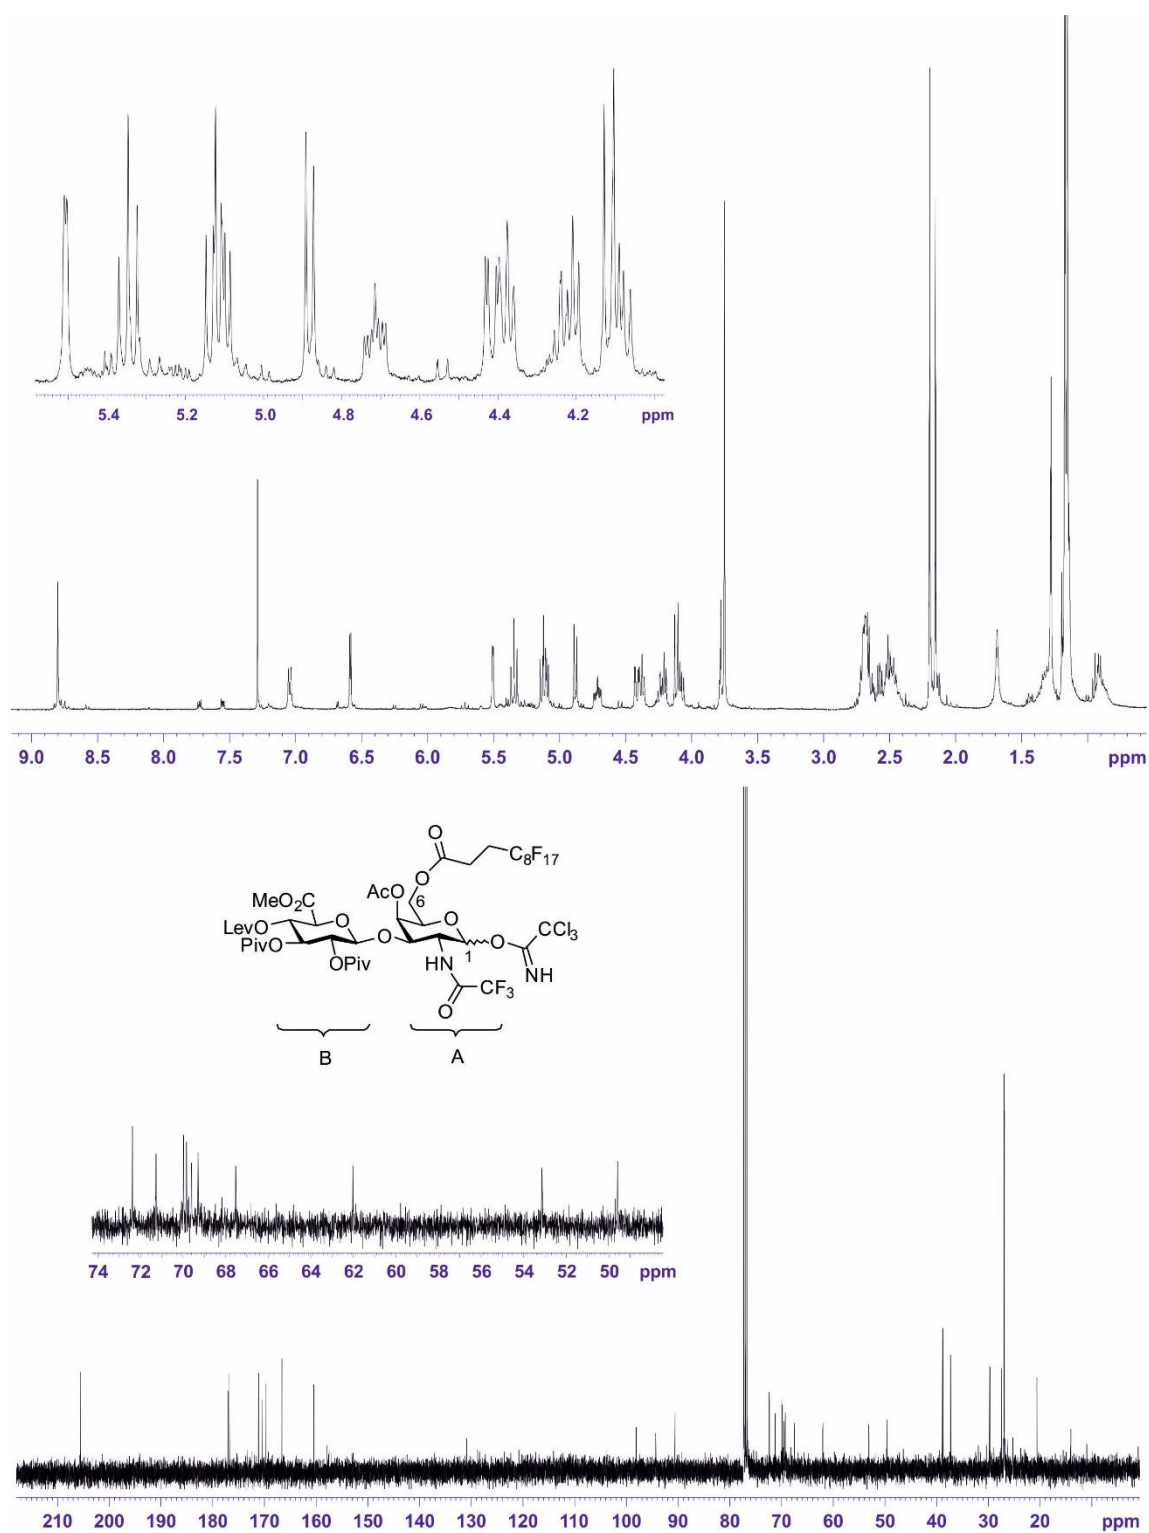 5.4 5.2 5.0 4.8 4.6 4.4 4.2 ppm
9.0 8.5 8.0 7.5 7.0 6.5 6.0 5.5 5.0 4.5 4.0 3.5 3.0 2.5 2.0 1.5 ppm
O
C8F17
O
AcO
6
MeO2C
O
O
LevO
O
CCl3
PivO
O
O
1
OPiv
HN
NH
CF3
O
B
A
74 72 70 68 66 64 62 60 58 56 54 52 50 ppm
210 200 190 180 170 160 150 140 130 120 110 100 90 80 70 60 50 40 30 20 ppm